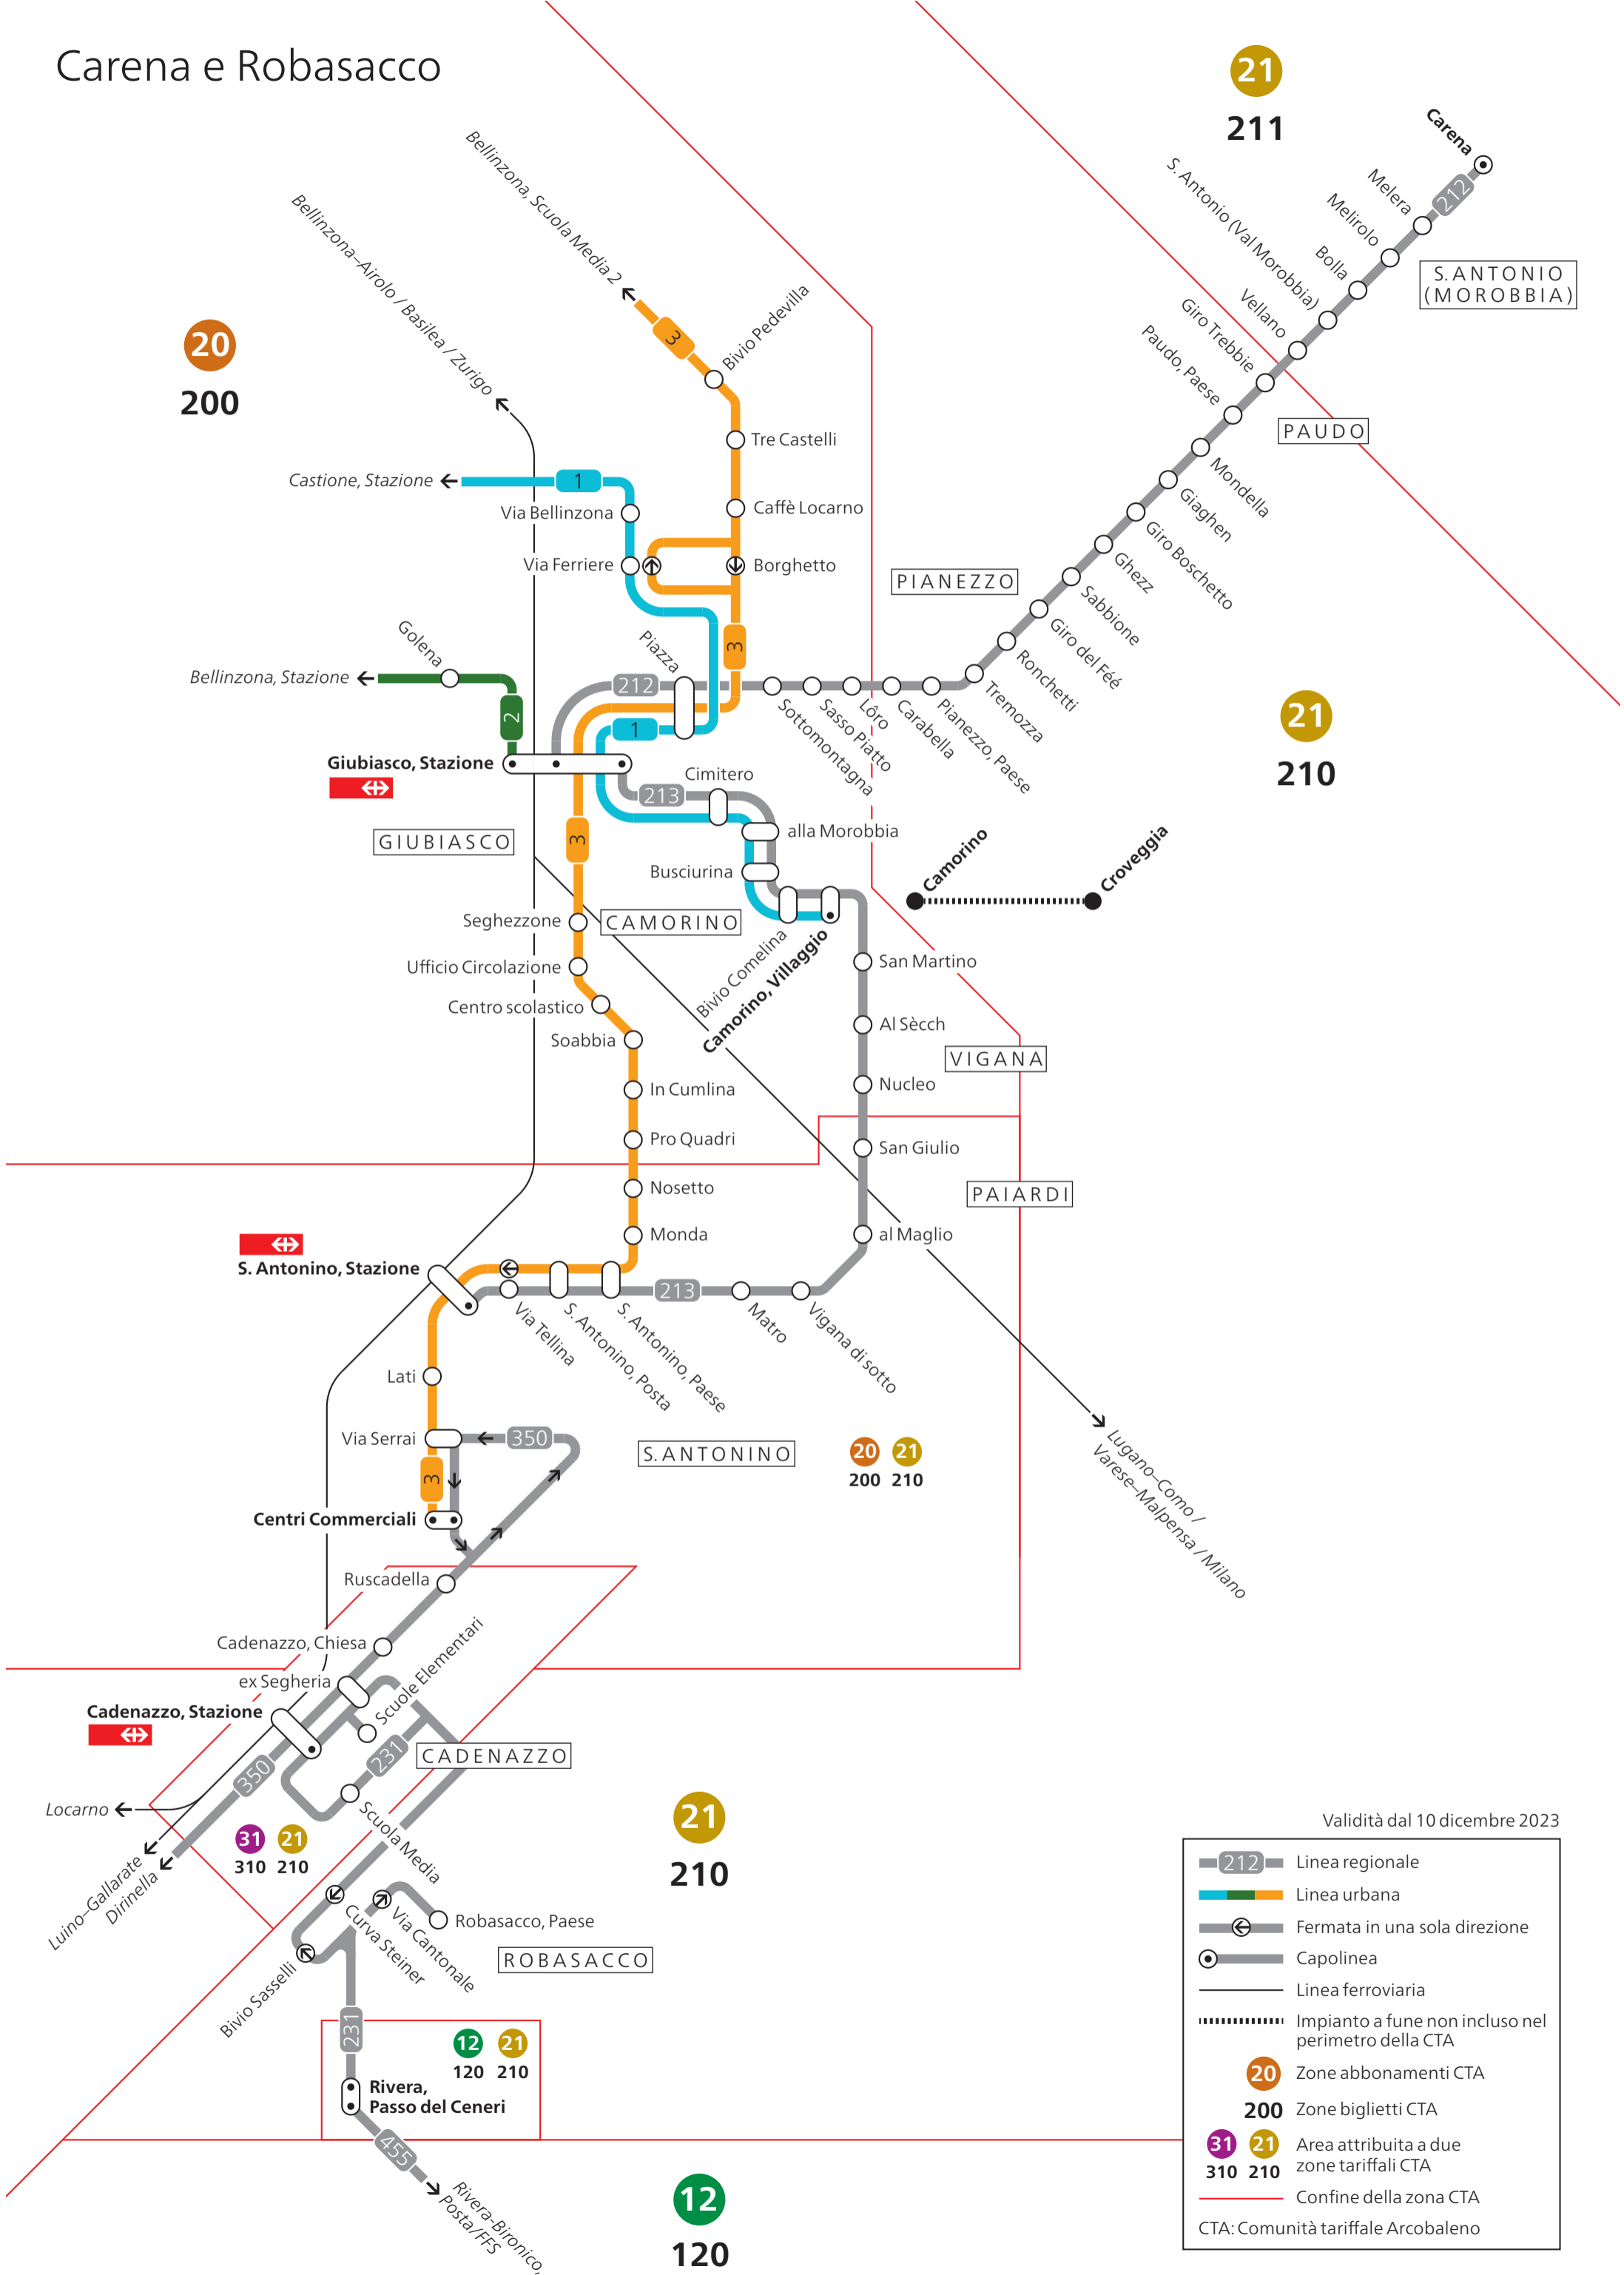 Carena e Robasacco
21
211
Carena
212
Melera
Melirolo
Bolla
S. Antonio (Val Morobbia)
Vellano
Giro Trebbie
Paudo, Paese
S. ANTONIO
(MOROBBIA)
PAUDO
Bellinzona, Scuola Media 2
Bellinzona–Airolo / Basilea / Zurigo
20
200
3
Bivio Pedevilla
Tre Castelli
Castione, Stazione
1
Via Bellinzona
Caffè Locarno
Via Ferriere
Borghetto
Mondella
Giaghen
Giro Boschetto
Ghezz
Sabbione
Giro del Féé
Ronchetti
Tremozza
PIANEZZO
Golena
Piazza
3
Bellinzona, Stazione
2
212
1
Sottomontagna
Sasso Piatto
Lôro
Carabella
Pianezzo, Paese
21
210
Giubiasco, Stazione
Cimitero
213
GIUBIASCO
3
alla Morobbia
Busciurina
Camorino
Croveggia
Seghezzone
CAMORINO
Bivio Comelina
Camorino, Villaggio
Ufficio Circolazione
San Martino
Centro scolastico
Al Sècch
Soabbia
VIGANA
In Cumlina
Nucleo
Pro Quadri
San Giulio
Nosetto
PAIARDI
Monda
al Maglio
S. Antonino, Stazione
213
Via Tellina
S. Antonino, Posta
S. Antonino, Paese
Matro
Vigana di sotto
Lati
Via Serrai
350
S. ANTONINO
20
21
200
210
Lugano–Como /
Varese–Malpensa / Milano
3
Centri Commerciali
Ruscadella
Cadenazzo, Chiesa
ex Segheria
Scuole Elementari
Cadenazzo, Stazione
231
CADENAZZO
350
Locarno
Scuola Media
31
21
310
210
Luino–Gallarate
Dirinella
21
210
Curva Steiner
Via Cantonale
Robasacco, Paese
Bivio Sasselli
ROBASACCO
231
12
21
120
210
Rivera,
Passo del Ceneri
455
Rivera-Bironico,
Posta/FFS
12
120
Validità dal 10 dicembre 2023
212
Linea regionale
Linea urbana
Fermata in una sola direzione
Capolinea
Linea ferroviaria
Impianto a fune non incluso nel
perimetro della CTA
20
Zone abbonamenti CTA
200
Zone biglietti CTA
31
21
310
210
Area attribuita a due
zone tariffali CTA
Confine della zona CTA
CTA: Comunità tariffale Arcobaleno